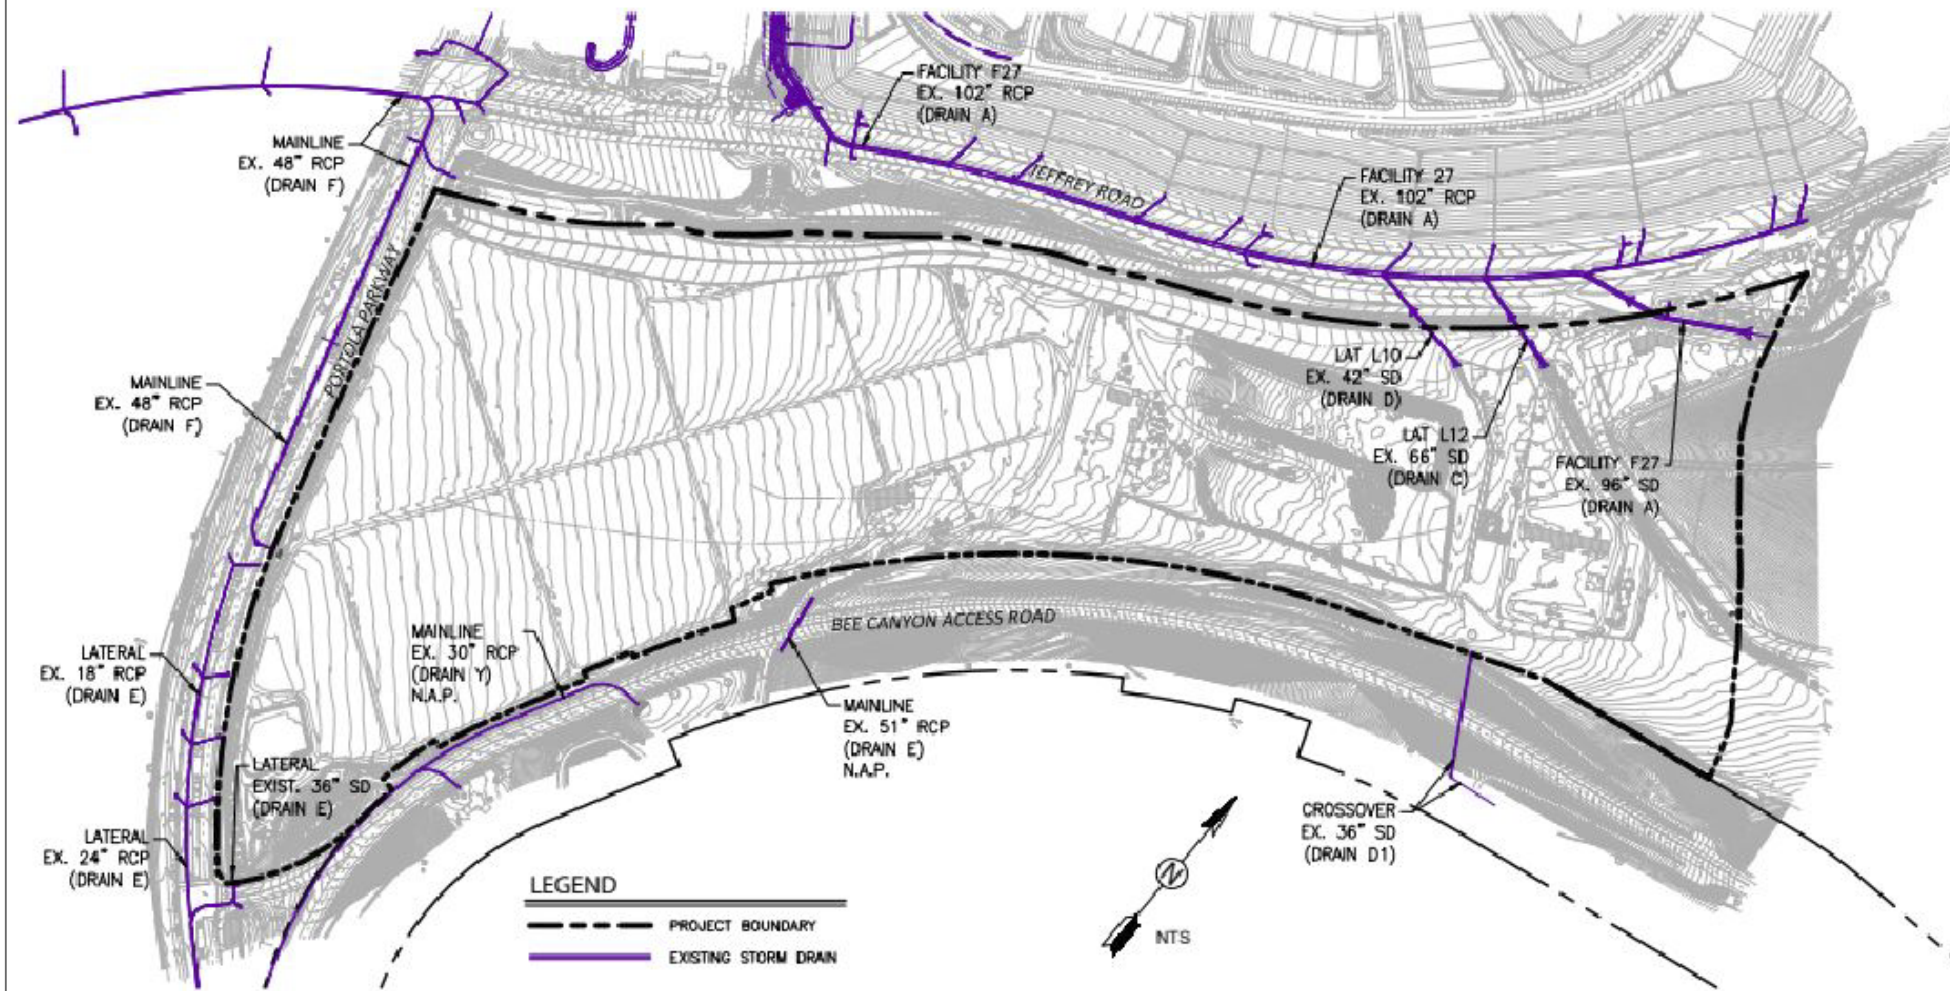 FACILITY F27
EX. 102" RCP
(DRAIN A)
MAINLINE
EX. 48" RCP
(DRAIN F)
JEFFREY ROAD
FACILITY 27
EX. 102" RCP
(DRAIN A)
PORTOLA PARKWAY
MAINLINE
EX. 48" RCP
(DRAIN F)
LAT L10
EX. 42" SD
(DRAIN D)
LAT L12
EX. 66" SD
(DRAIN C)
FACILITY F27
EX. 96" SD
(DRAIN A)
BEE CANYON ACCESS ROAD
MAINLINE
EX. 30" RCP
(DRAIN Y)
N.A.P.
LATERAL
EX. 18" RCP
(DRAIN E)
MAINLINE
EX. 51" RCP
(DRAIN E)
N.A.P.
LATERAL
EXIST. 36" SD
(DRAIN E)
LATERAL
EX. 24" RCP
(DRAIN E)
CROSSOVER
EX. 36" SD
(DRAIN D1)
LEGEND
PROJECT BOUNDARY
EXISTING STORM DRAIN
N
NTS